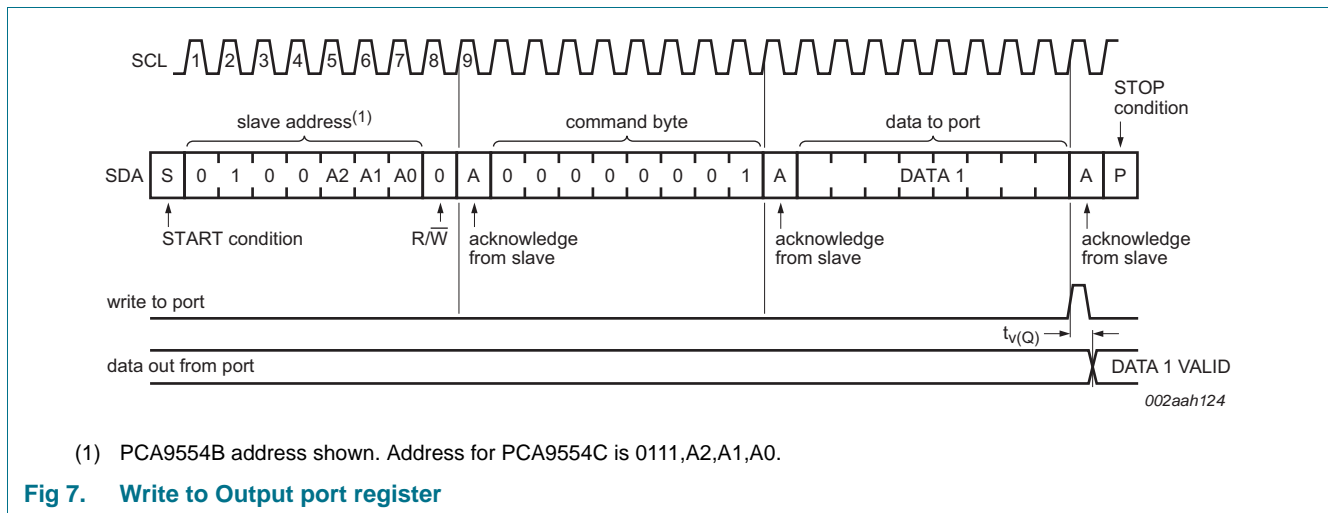 SCL 1 2 3 4 5 6 7 8 9
STOP
condition
slave address(1) command byte data to port
SDA S 0 1 0 0 A2 A1 A0 0 A 0 0 0 0 0 0 0 1 A DATA 1 A P
START condition R/W̅ acknowledge from slave acknowledge from slave acknowledge from slave
write to port
tv(Q)
data out from port DATA 1 VALID
002aah124
(1) PCA9554B address shown. Address for PCA9554C is 0111,A2,A1,A0.
Fig 7. Write to Output port register